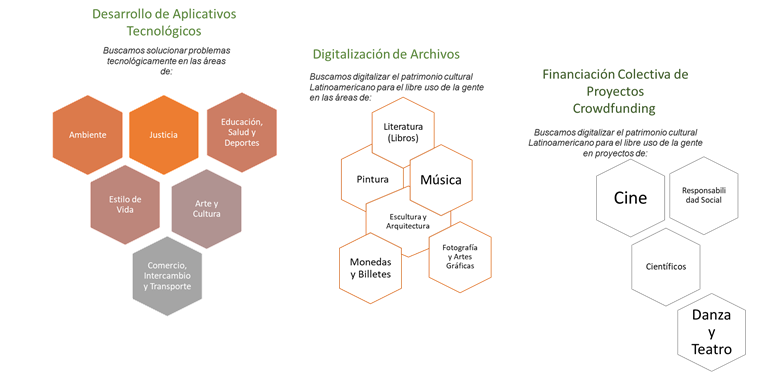 Desarrollo de Aplicativos
Tecnológicos
Buscamos solucionar problemas
tecnológicamente en las áreas
de:
Ambiente
Justicia
Educación,
Salud y
Deportes
Estilo de
Vida
Arte y
Cultura
Comercio,
Intercambio
y Transporte
Digitalización de Archivos
Buscamos digitalizar el patrimonio cultural
Latinoamericano para el libre uso de la gente
en las áreas de:
Literatura
(Libros)
Pintura
Música
Escultura y
Arquitectura
Monedas
y Billetes
Fotografía
y Artes
Gráficas
Financiación Colectiva de
Proyectos
Crowdfunding
Buscamos digitalizar el patrimonio cultural
Latinoamericano para el libre uso de la gente
en proyectos de:
Cine
Responsabili
dad Social
Científicos
Danza
y
Teatro